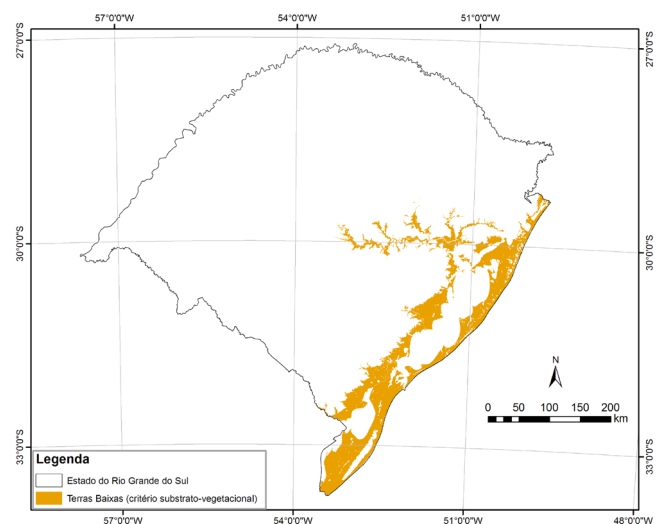 57°0'0"W 54°0'0"W 51°0'0"W
27°0'0"S 27°0'0"S
30°0'0"S 30°0'0"S
N
0 50 100 150 200
km
33°0'0"S 33°0'0"S
Legenda
Estado do Rio Grande do Sul
Terras Baixas (critério substrato-vegetacional)
57°0'0"W 54°0'0"W 51°0'0"W 48°0'0"W